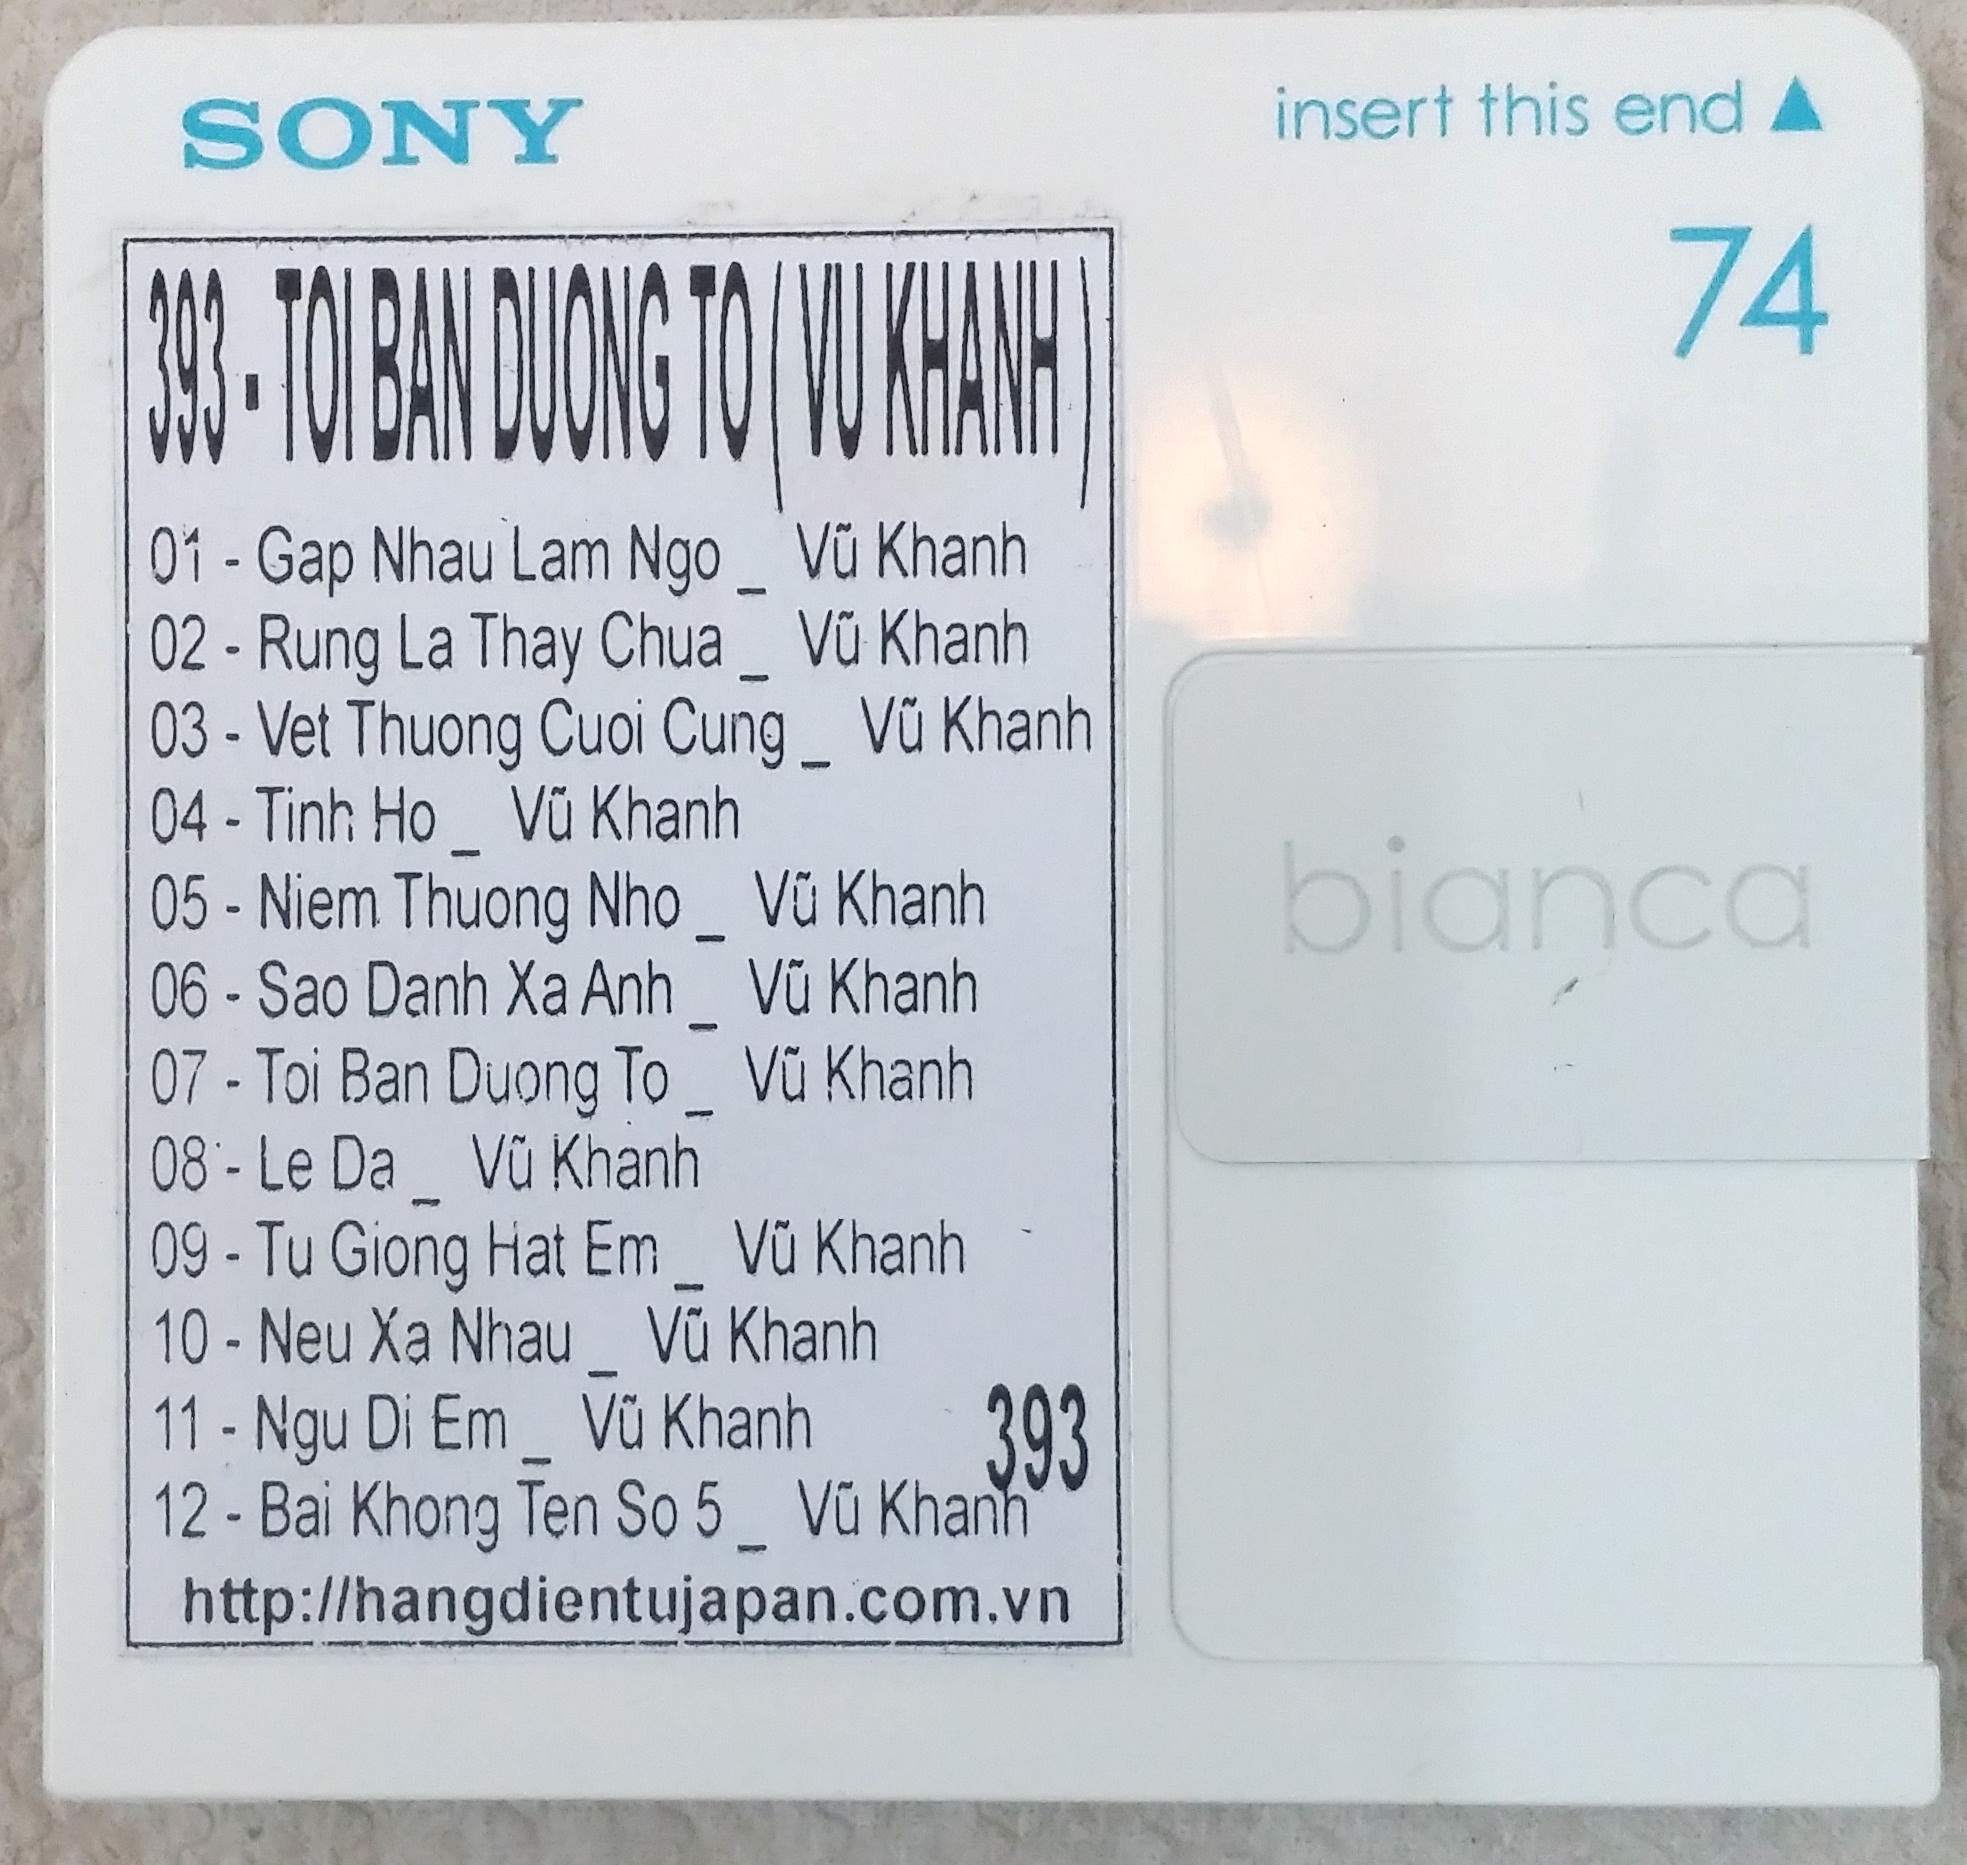 SONY
insert this end ▲
74
393 - TOI BAN DUONG TO ( VU KHANH )
01 - Gap Nhau Lam Ngo _ Vũ Khanh
02 - Rung La Thay Chua _ Vũ Khanh
03 - Vet Thuong Cuoi Cung _ Vũ Khanh
04 - Tinh Ho _ Vũ Khanh
05 - Niem Thuong Nho _ Vũ Khanh
06 - Sao Danh Xa Anh _ Vũ Khanh
07 - Toi Ban Duong To _ Vũ Khanh
08 - Le Da _ Vũ Khanh
09 - Tu Giong Hat Em _ Vũ Khanh
10 - Neu Xa Nhau _ Vũ Khanh
11 - Ngu Di Em _ Vũ Khanh
393
12 - Bai Khong Ten So 5 _ Vũ Khanh
http://hangdientujapan.com.vn
bianca